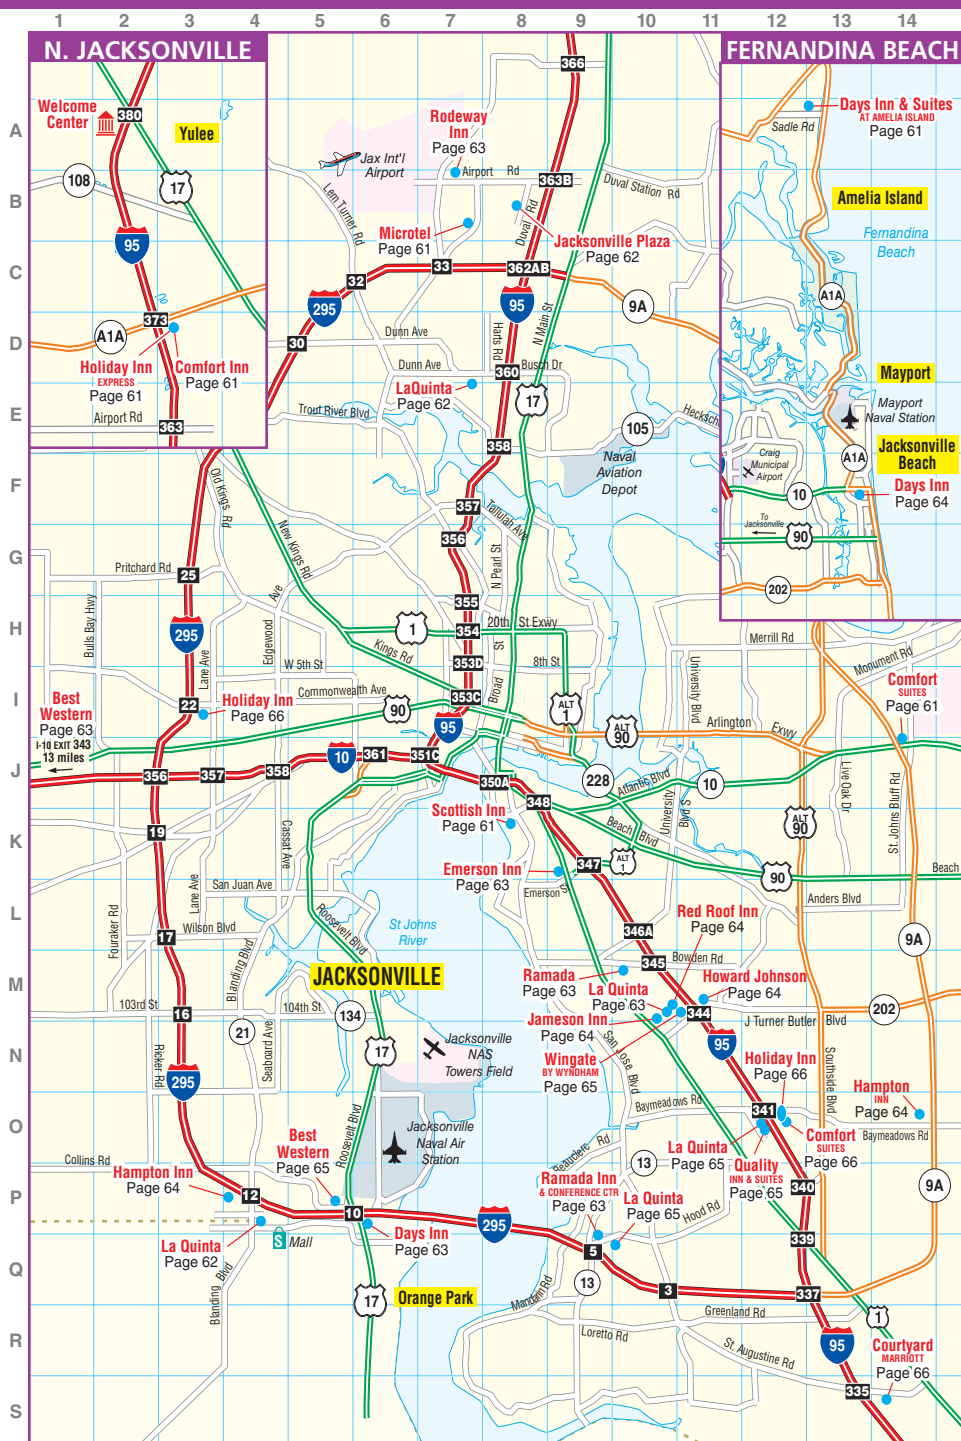 1 2 3 4 5 6 7 8 9 10 11 12 13 14
N. JACKSONVILLE
FERNANDINA BEACH
A
B
C
D
E
F
G
H
I
J
K
L
M
N
O
P
Q
R
S
Welcome
Center
380
Yulee
108
17
95
373
A1A
Holiday Inn
EXPRESS
Page 61
Comfort Inn
Page 61
Airport Rd
363
366
Rodeway
Inn
Page 63
Jax Int'l
Airport
Airport Rd
363B
Duval Station Rd
Lem Turner Rd
Duval Rd
Microtel
Page 61
Jacksonville Plaza
Page 62
33
362AB
32
295
95
9A
N Main St
30
Dunn Ave
Harts Rd
Dunn Ave
360
Busch Dr
LaQuinta
Page 62
17
Trout River Blvd
105
Hecksch
358
Naval
Aviation
Depot
Days Inn & Suites
AT AMELIA ISLAND
Page 61
Sadle Rd
Amelia Island
Fernandina
Beach
A1A
Mayport
Mayport
Naval Station
A1A
Jacksonville
Beach
Craig
Municipal
Airport
Days Inn
Page 64
10
To
Jacksonville
90
202
Old Kings Rd
357
Tallulah Ave
New Kings Rd
356
N Pearl St
Pritchard Rd
25
Bulls Bay Hwy
Edgewood Ave
355
295
1
354
20th St Exwy
Lane Ave
Kings Rd
353D
8th St
W 5th St
Merrill Rd
Monument Rd
University Blvd
Comfort
SUITES
Page 61
Best
Western
Page 63
I-10 EXIT 343
13 miles
22
Holiday Inn
Page 66
Commonwealth Ave
90
353C
Broad St
ALT
1
ALT
90
Arlington Exwy
95
10
361
351C
356
357
358
350A
228
Atlantic Blvd
10
Live Oak Dr
St. Johns Bluff Rd
348
University Blvd S
Beach Blvd
ALT
90
Scottish Inn
Page 61
19
Cassat Ave
Emerson Inn
Page 63
347
ALT
1
Emerson St
90
Beach
Lane Ave
San Juan Ave
Anders Blvd
Fouraker Rd
Wilson Blvd
17
Roosevelt Blvd
St Johns
River
346A
Red Roof Inn
Page 64
9A
345
Bowden Rd
Blanding Blvd
JACKSONVILLE
Ramada
Page 63
La Quinta
Page 63
Howard Johnson
Page 64
Jameson Inn
Page 64
344
J Turner Butler Blvd
202
103rd St
16
104th St
134
21
Seaboard Ave
Ricker Rd
17
Jacksonville
NAS
Towers Field
San Jose Blvd
Wingate
BY WYNDHAM
Page 65
95
Holiday Inn
Page 66
Southside Blvd
Hampton
INN
Page 64
295
Baymeadows Rd
341
Baymeadows Rd
Roosevelt Blvd
Jacksonville
Naval Air
Station
Best
Western
Page 65
Beauclerc Rd
La Quinta
Page 65
Quality
INN & SUITES
Page 65
Comfort
SUITES
Page 66
13
Collins Rd
Hampton Inn
Page 64
12
Ramada Inn
& CONFERENCE CTR
Page 63
La Quinta
Page 65
Hood Rd
340
9A
10
295
339
La Quinta
Page 62
S
Mall
Days Inn
Page 63
5
13
3
337
Blanding Blvd
17
Orange Park
Mandarin Rd
Greenland Rd
1
Loretto Rd
St. Augustine Rd
95
Courtyard
MARRIOTT
Page 66
335